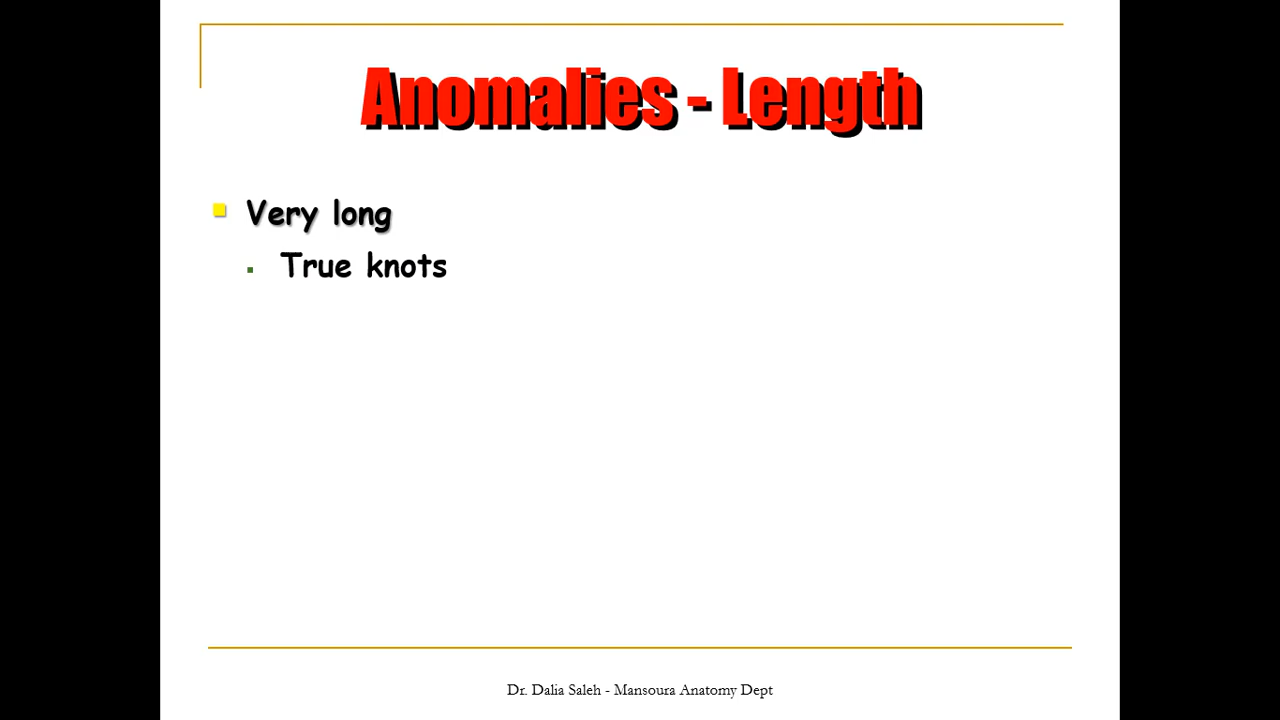 Anomalies - Length
Very long
True knots
Dr. Dalia Saleh - Mansoura Anatomy Dept